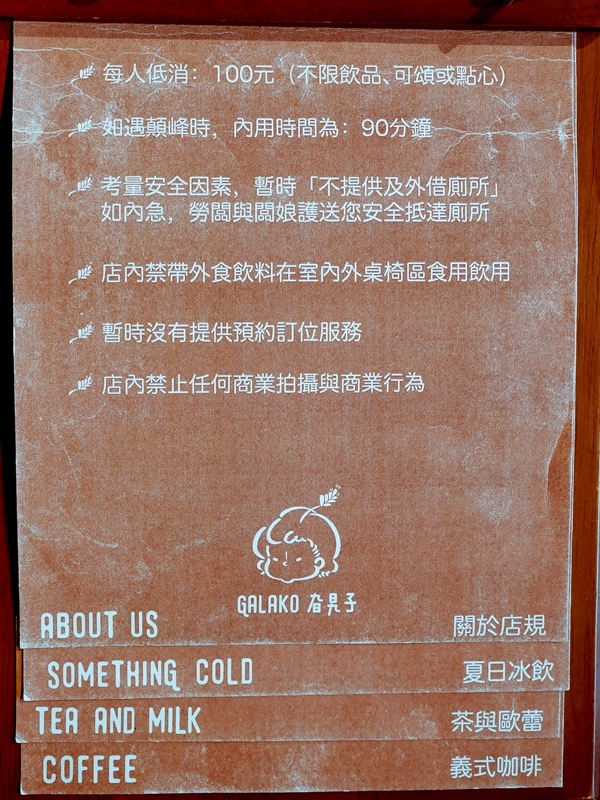 每人低消：100元（不限飲品、可頌或點心）
如遇顛峰時，內用時間為：90分鐘
考量安全因素，暫時「不提供及外借廁所」
如內急，勞闆與闆娘護送您安全抵達廁所
店內禁帶外食飲料在室內外桌椅區食用飲用
暫時沒有提供預約訂位服務
店內禁止任何商業拍攝與商業行為
GALAKO 旮旯子
ABOUT US 關於店規
SOMETHING COLD 夏日冰飲
TEA AND MILK 茶與歐蕾
COFFEE 義式咖啡